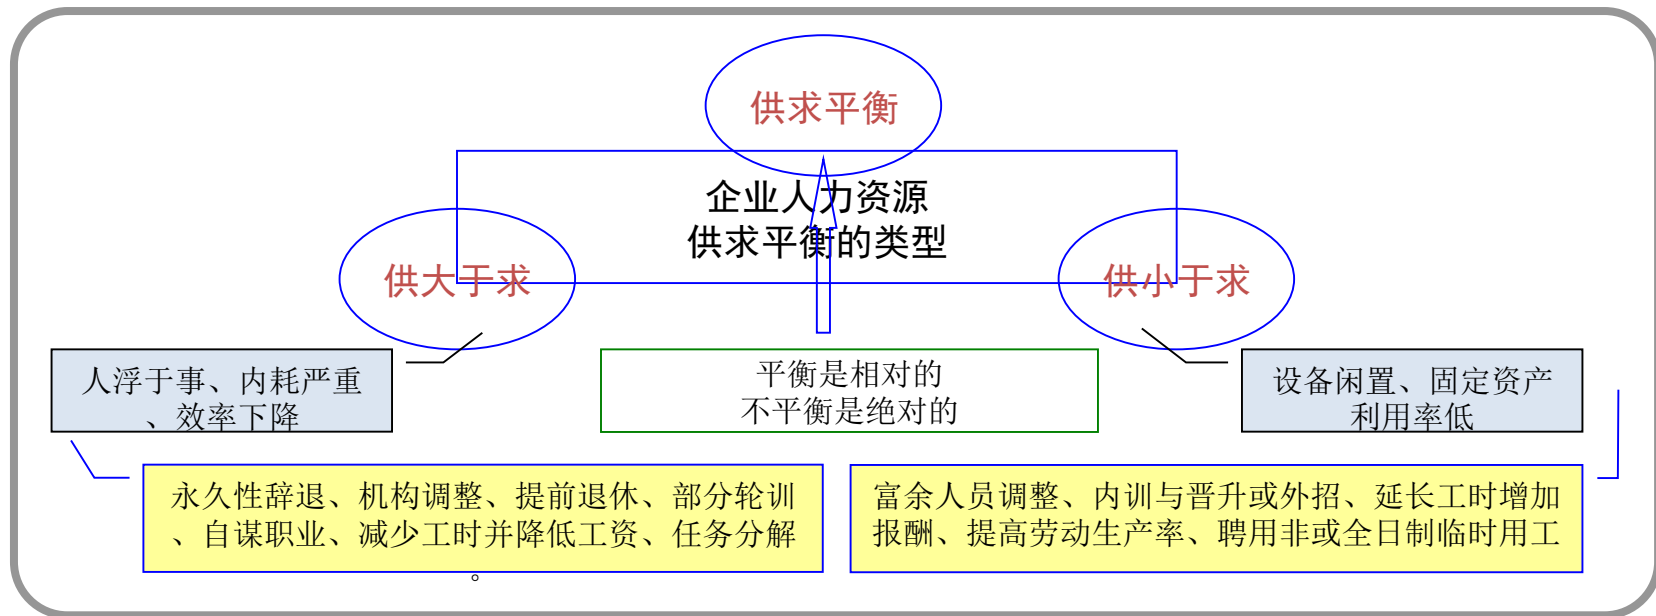 供求平衡
企业人力资源
供求平衡的类型
供大于求
供小于求
人浮于事、内耗严重
、效率下降
平衡是相对的
不平衡是绝对的
设备闲置、固定资产
利用率低
永久性辞退、机构调整、提前退休、部分轮训
、自谋职业、减少工时并降低工资、任务分解
。
富余人员调整、内训与晋升或外招、延长工时增加
报酬、提高劳动生产率、聘用非或全日制临时用工